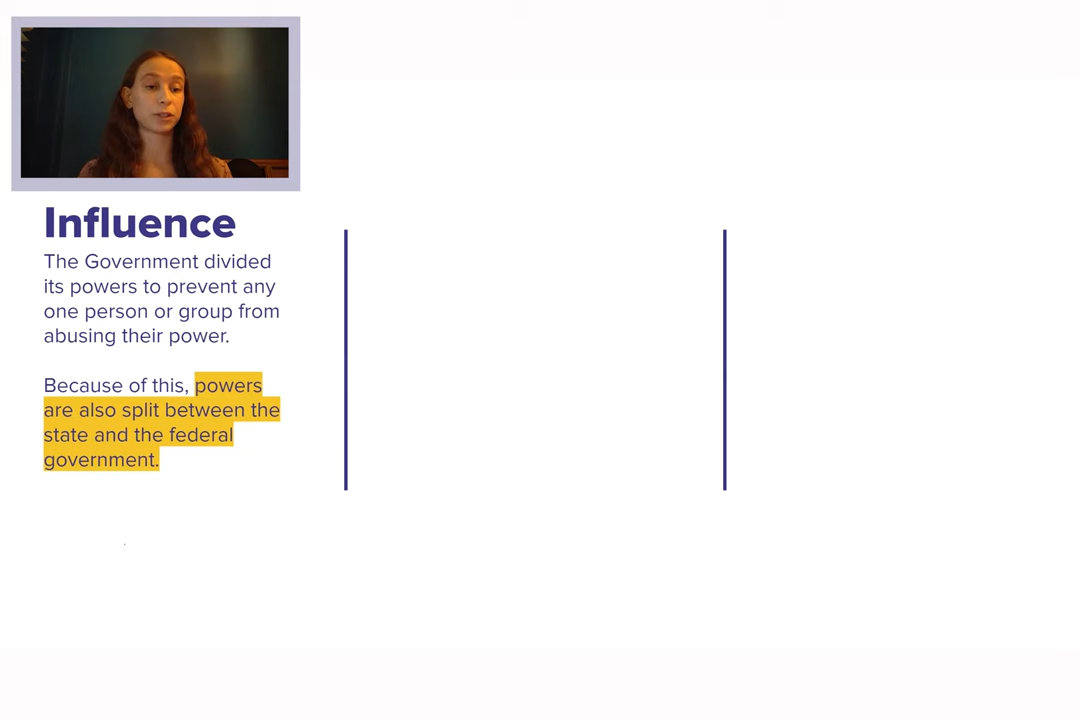 Influence
The Government divided
its powers to prevent any
one person or group from
abusing their power.
Because of this, powers
are also split between the
state and the federal
government.